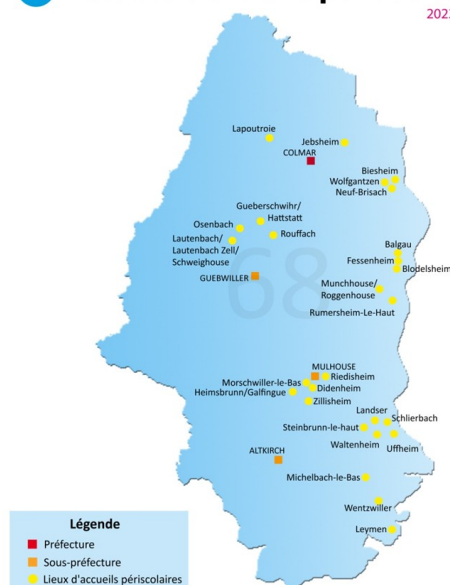 202
Lapoutroie
Jebsheim
COLMAR
Biesheim
Wolfgantzen
Neuf-Brisach
Gueberschwihr/
Hattstatt
Osenbach
Rouffach
Lautenbach/
Lautenbach Zell/
Schweighouse
Balgau
Fessenheim
Blodelsheim
68
GUEBWILLER
Munchhouse/
Roggenhouse
Rumersheim-Le-Haut
MULHOUSE
Riedisheim
Morschwiller-le-Bas
Didenheim
Heimsbrunn/Galfingue
Zillisheim
Landser
Schlierbach
Steinbrunn-le-haut
Waltenheim
Uffheim
ALTKIRCH
Michelbach-le-Bas
Wentzwiller
Leymen
Légende
Préfecture
Sous-préfecture
Lieux d'accueils périscolaires